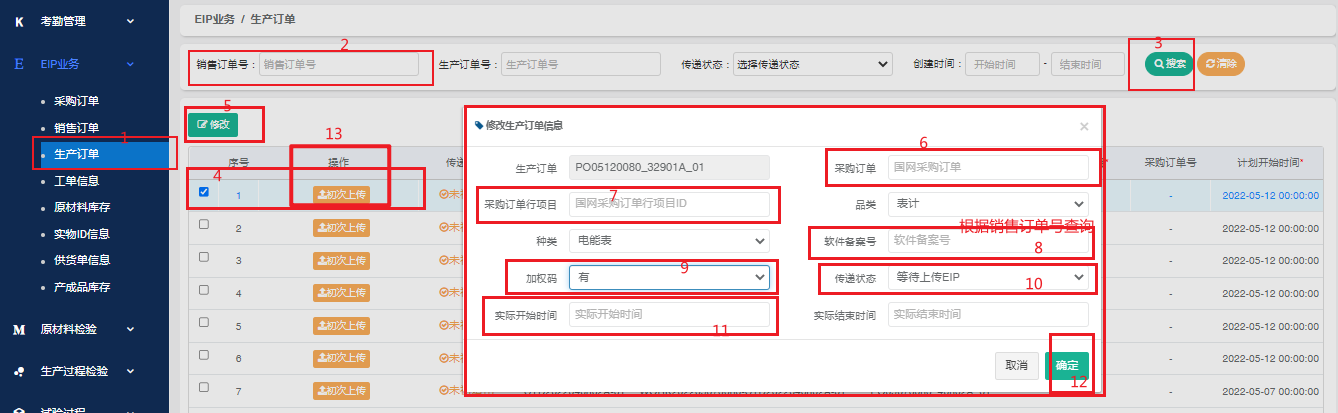 K 考勤管理
E EIP业务
采购订单
销售订单
生产订单
1
工单信息
原材料库存
实物ID信息
供货单信息
产成品库存
M 原材料检验
生产过程检验
试验过程
EIP业务 / 生产订单
2
3
销售订单号： 销售订单号 生产订单号： 生产订单号 传递状态： 选择传递状态 创建时间： 开始时间 - 结束时间 搜索 清除
5
修改
13
序号 操作 采购订单号 计划开始时间*
4
1 初次上传 - 2022-05-12 00:00:00
2 初次上传 - 2022-05-12 00:00:00
3 初次上传 - 2022-05-12 00:00:00
4 初次上传 - 2022-05-12 00:00:00
5 初次上传 - 2022-05-12 00:00:00
6 初次上传 - 2022-05-12 00:00:00
7 初次上传 - 2022-05-07 00:00:00
修改生产订单信息 ×
6
生产订单 PO05120080_32901A_01 采购订单 国网采购订单
7
采购订单行项目 国网采购订单行项目ID 品类 表计
根据销售订单号查询
种类 电能表 软件备案号 软件备案号
8
9
加权码 有 传递状态 等待上传EIP
10
实际开始时间 实际开始时间 实际结束时间 实际结束时间
11
取消 确定
12